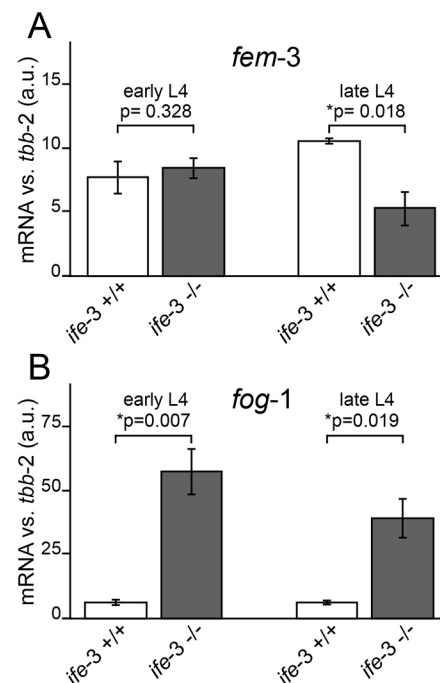 A
fem-3
mRNA vs. tbb-2 (a.u.)
15
10
5
0
early L4
p= 0.328
late L4
*p= 0.018
ife-3 +/+
ife-3 -/-
ife-3 +/+
ife-3 -/-
B
fog-1
mRNA vs. tbb-2 (a.u.)
75
50
25
0
early L4
*p=0.007
late L4
*p=0.019
ife-3 +/+
ife-3 -/-
ife-3 +/+
ife-3 -/-